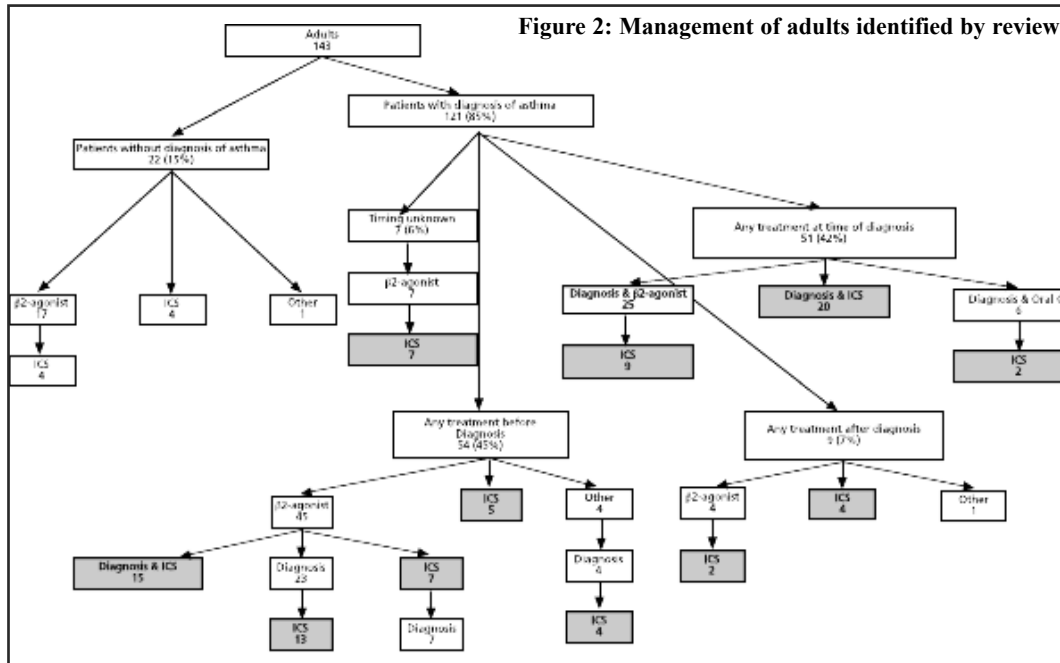 Figure 2: Management of adults identified by review
Adults
143
Patients with diagnosis of asthma
121 (85%)
Patients without diagnosis of asthma
22 (15%)
Timing unknown
7 (6%)
Any treatment at time of diagnosis
51 (42%)
β2-agonist
17
ICS
4
Other
1
β2-agonist
7
Diagnosis & β2-agonist
25
Diagnosis & ICS
20
Diagnosis & Oral
6
ICS
4
ICS
7
ICS
9
ICS
2
Any treatment before
Diagnosis
54 (45%)
Any treatment after diagnosis
9 (7%)
β2-agonist
45
ICS
5
Other
4
β2-agonist
4
ICS
4
Other
1
Diagnosis & ICS
15
Diagnosis
23
ICS
7
Diagnosis
4
ICS
2
ICS
13
Diagnosis
7
ICS
4